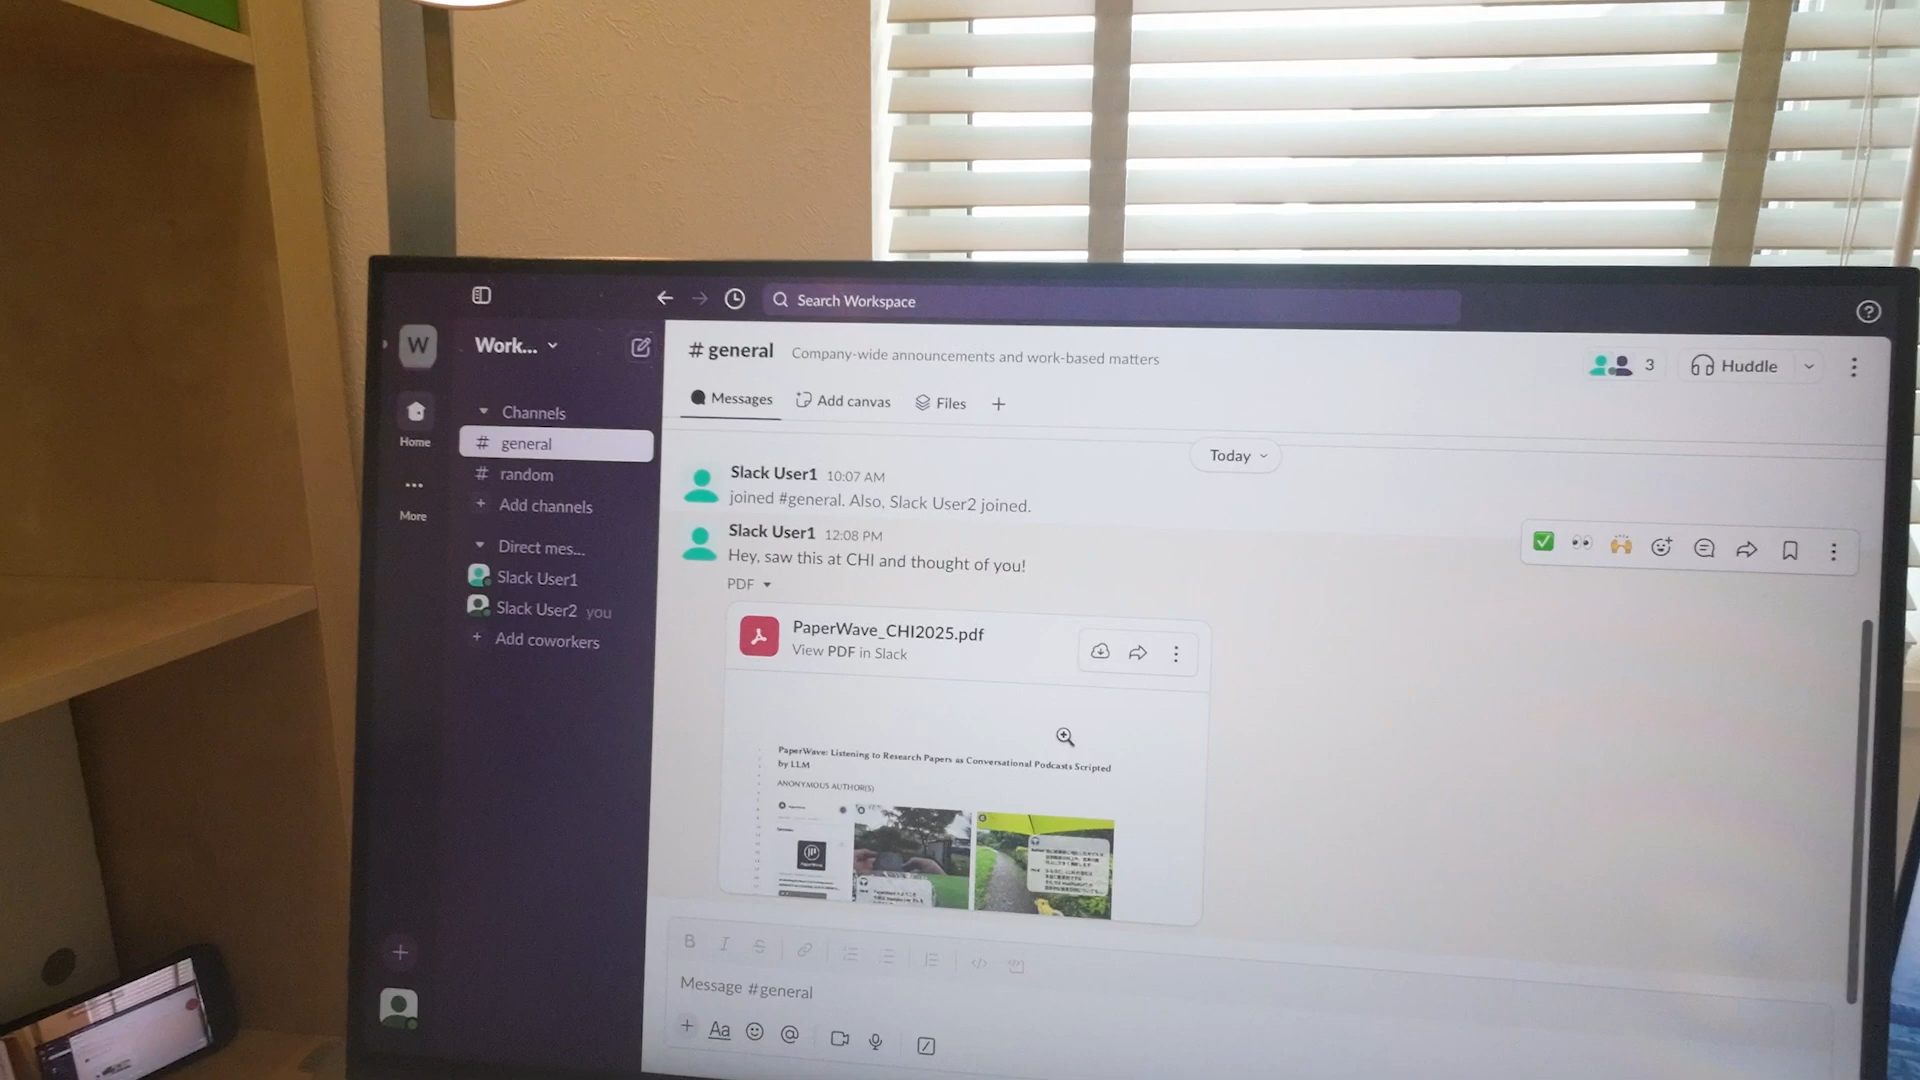 Search Workspace
W
Work...
Home
More
Channels
# general
# random
+ Add channels
Direct mes...
Slack User1
Slack User2 you
+ Add coworkers
# general Company-wide announcements and work-based matters
3
Huddle
Messages
Add canvas
Files
Today
Slack User1 10:07 AM
joined #general. Also, Slack User2 joined.
Slack User1 12:08 PM
Hey, saw this at CHI and thought of you!
PDF
PaperWave_CHI2025.pdf
View PDF in Slack
PaperWave: Listening to Research Papers as Conversational Podcasts Scripted
by LLM
ANONYMOUS AUTHOR(S)
B I S
Message #general
+ Aa